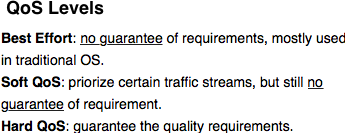 QoS Levels
Best Effort: no guarantee of requirements, mostly used
in traditional OS.
Soft QoS: priorize certain traffic streams, but still no
guarantee of requirement.
Hard QoS: guarantee the quality requirements.